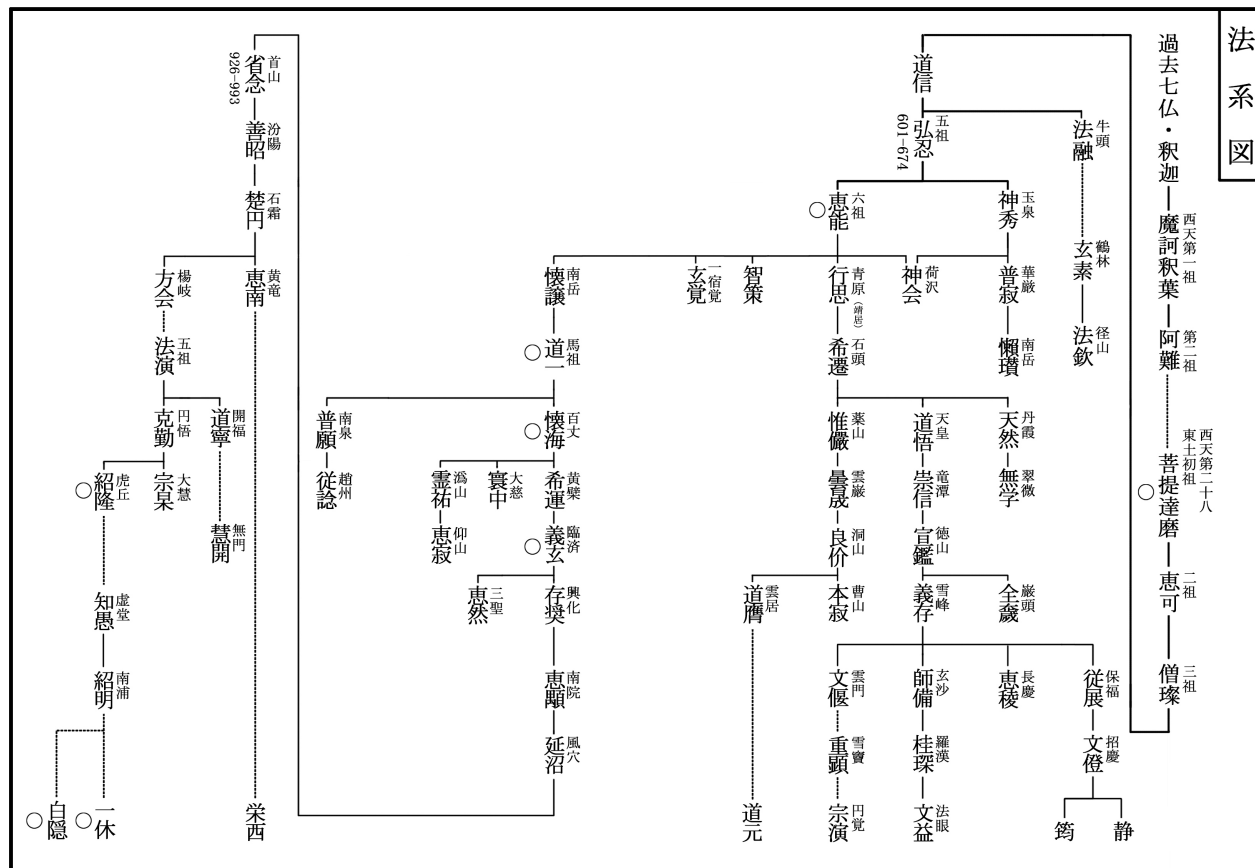 法系図
過去七仏・釈迦
西天第一祖
魔訶釈葉
第二祖
阿難
西天第二十八
東土初祖
菩提達磨
○
二祖
恵可
三祖
僧璨
道信
牛頭
法融
鶴林
玄素
径山
法欽
五祖
弘忍
601-674
玉泉
神秀
華厳
普寂
南岳
懶瓚
六祖
恵能
○
荷沢
神会
青原
行思
(靖居)
智策
一宿覚
玄覚
南岳
懐譲
石頭
希遷
丹霞
天然
翠微
無学
天皇
道悟
竜潭
崇信
徳山
宣鑑
巌頭
全奯
雪峰
義存
保福
従展
招慶
文僜
静
筠
長慶
恵稜
玄沙
師備
羅漢
桂琛
法眼
文益
雲門
文偃
雪竇
重顕
円覚
宗演
薬山
惟儼
雲巌
曇晟
洞山
良价
曹山
本寂
雲居
道膺
道元
馬祖
道一
○
百丈
懐海
○
南泉
普願
趙州
従諗
黄檗
希運
大慈
寰中
潙山
霊祐
仰山
恵寂
臨済
義玄
○
興化
存奨
三聖
恵然
南院
恵顒
風穴
延沼
首山
省念
926-993
汾陽
善昭
石霜
楚円
黄竜
恵南
栄西
楊岐
方会
五祖
法演
開福
道寧
無門
慧開
円悟
克勤
大慧
宗杲
虎丘
紹隆
○
虚堂
知愚
南浦
紹明
一休
○
白隠
○